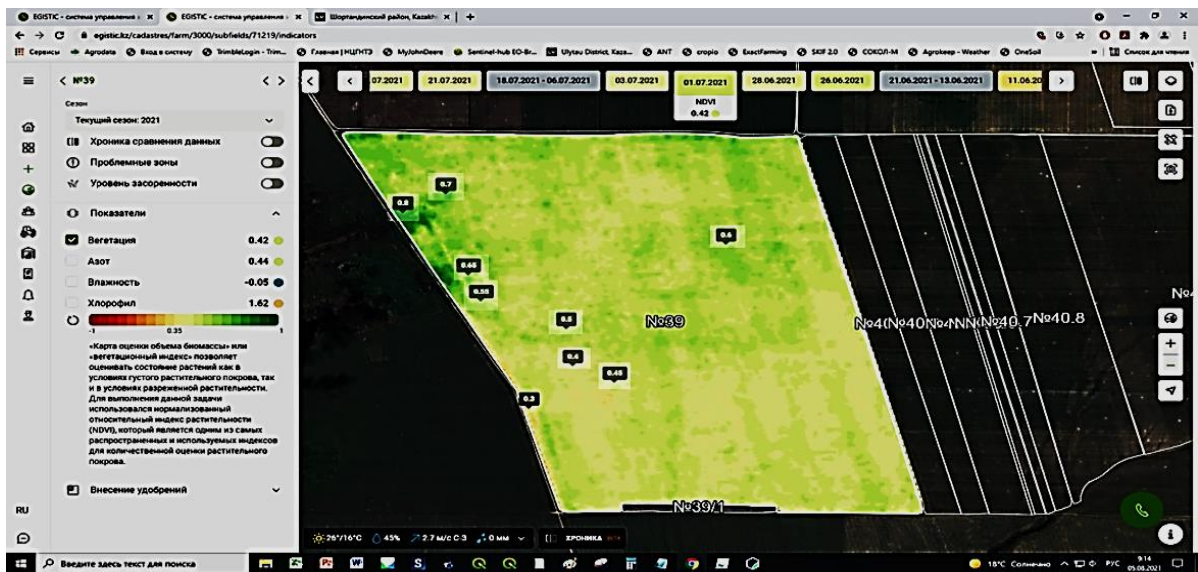 EGISTIC - система управления
EGISTIC - система управления
Шортандинский район, Kazakh
egistic.kz/cadastres/farm/3000/subfields/71219/indicators
Сервисы
Agrodata
Вход в систему
TrimbleLogin - Trim...
Главная | НЦГНТЭ
MyJohnDeere
Sentinel-hub EO-Br...
Ulytau District, Kaza...
ANT
cropio
ExactFarming
SKIF 2.0
СОКОЛ-М
Agrokeep - Weather
OneSoil
Список для чтения
№39
Сезон
Текущий сезон: 2021
Хроника сравнения данных
Проблемные зоны
Уровень засоренности
Показатели
Вегетация 0.42
Азот 0.44
Влажность -0.05
Хлорофил 1.62
-1 0.35 1
«Карта оценки объема биомассы» или
«вегетационный индекс» позволяет
оценивать состояние растений как в
условиях густого растительного покрова, так
и в условиях разреженной растительности.
Для выполнения данной задачи
использовался нормализованный
относительный индекс растительности
(NDVI), который является одним из самых
распространенных и используемых индексов
для количественной оценки растительного
покрова.
Внесение удобрений
RU
.07.2021
21.07.2021
18.07.2021 - 06.07.2021
03.07.2021
01.07.2021
NDVI
0.42
28.06.2021
26.06.2021
21.06.2021 - 13.06.2021
11.06.20
0.7
0.8
0.6
0.65
0.55
0.5
0.4
0.45
0.3
№39
№40.7
№40.8
№39/1
26°/16°C
45%
2.7 м/с С-З
0 мм
ХРОНИКА
Введите здесь текст для поиска
18°C Солнечно
РУС
9:14
05.08.2021